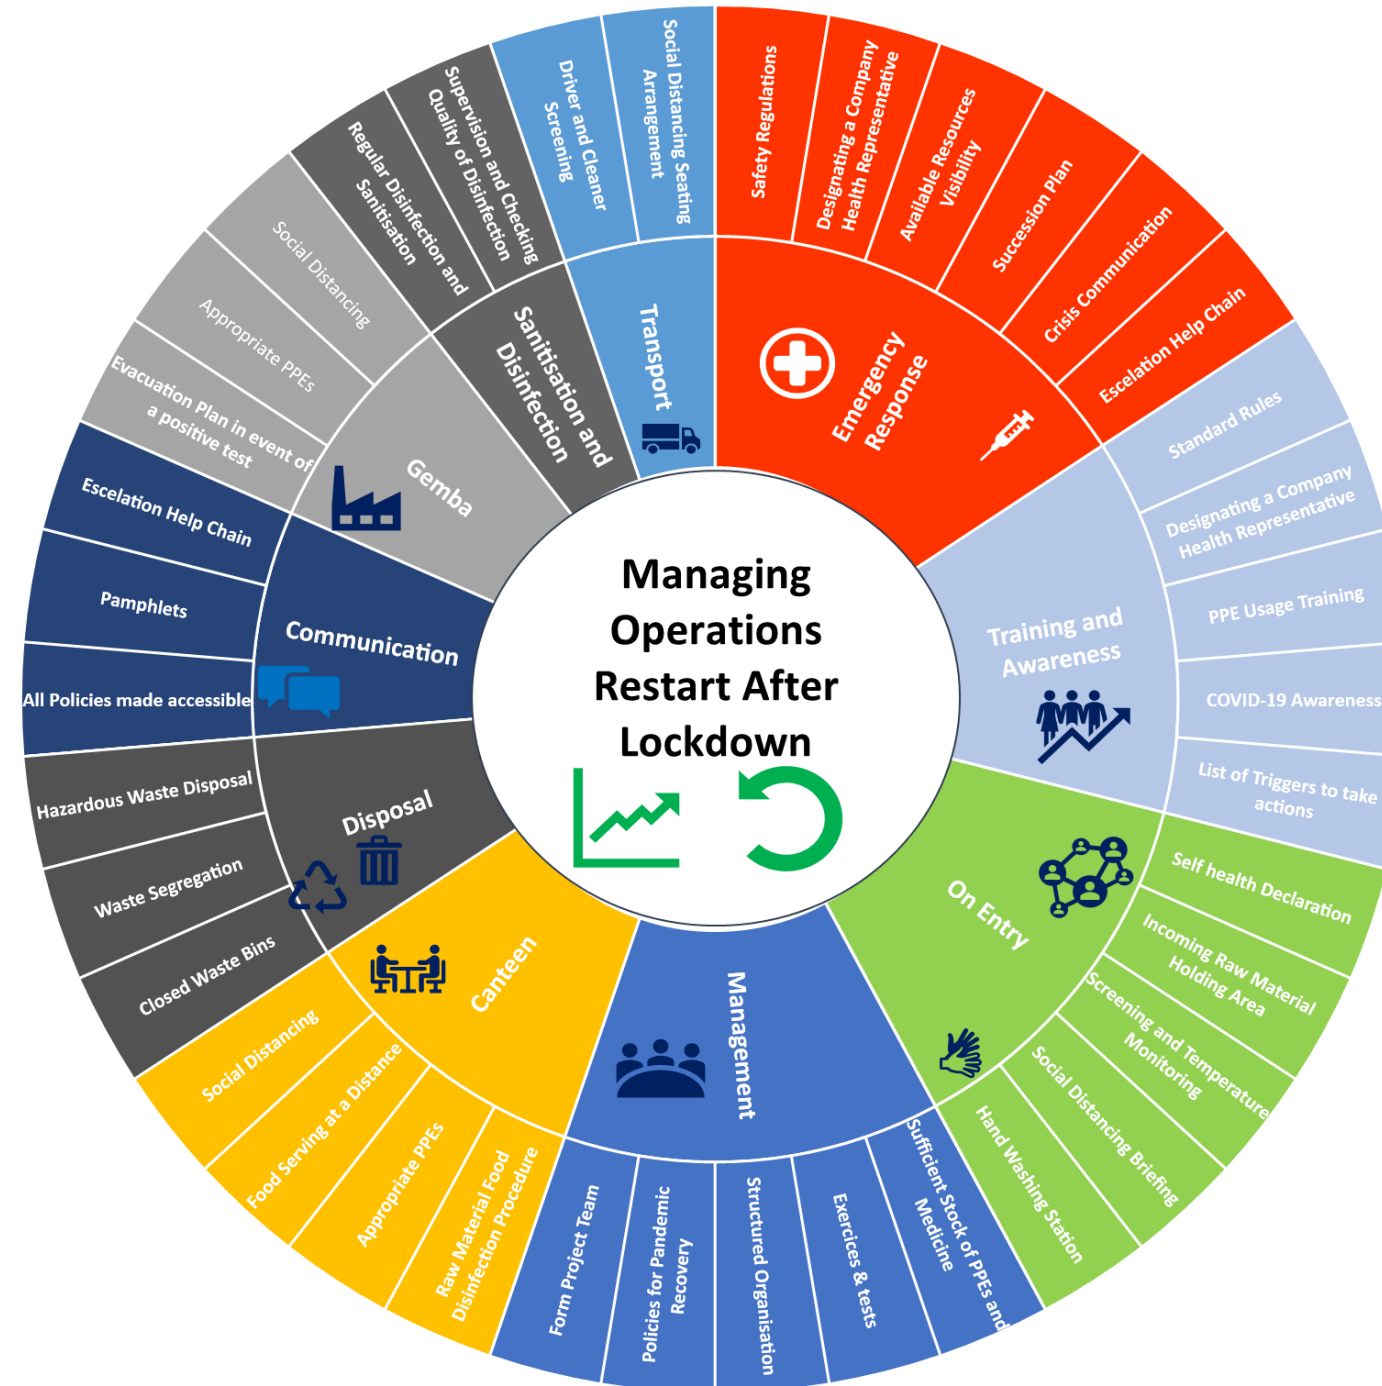 Managing
Operations
Restart After
Lockdown
Emergency
Response
Safety Regulations
Designating a Company
Health Representative
Available Resources
Visibility
Succession Plan
Crisis Communication
Escelation Help Chain
Training and
Awareness
Standard Rules
Designating a Company
Health Representative
PPE Usage Training
COVID-19 Awareness
List of Triggers to take
actions
On Entry
Self health Declaration
Incoming Raw Material
Holding Area
Screening and Temperature
Monitoring
Social Distancing Briefing
Hand Washing Station
Management
Sufficient Stock of PPEs and
Medicine
Exercices & tests
Structured Organisation
Policies for Pandemic
Recovery
Form Project Team
Canteen
Raw Material Food
Disinfection Procedure
Appropriate PPEs
Food Serving at a Distance
Social Distancing
Disposal
Closed Waste Bins
Waste Segregation
Hazardous Waste Disposal
Communication
All Policies made accessible
Pamphlets
Escelation Help Chain
Gemba
Evacuation Plan in event of
a positive test
Appropriate PPEs
Social Distancing
Sanitisation and
Disinfection
Regular Disinfection and
Sanitisation
Supervision and Checking
Quality of Disinfection
Transport
Driver and Cleaner
Screening
Social Distancing Seating
Arrangement